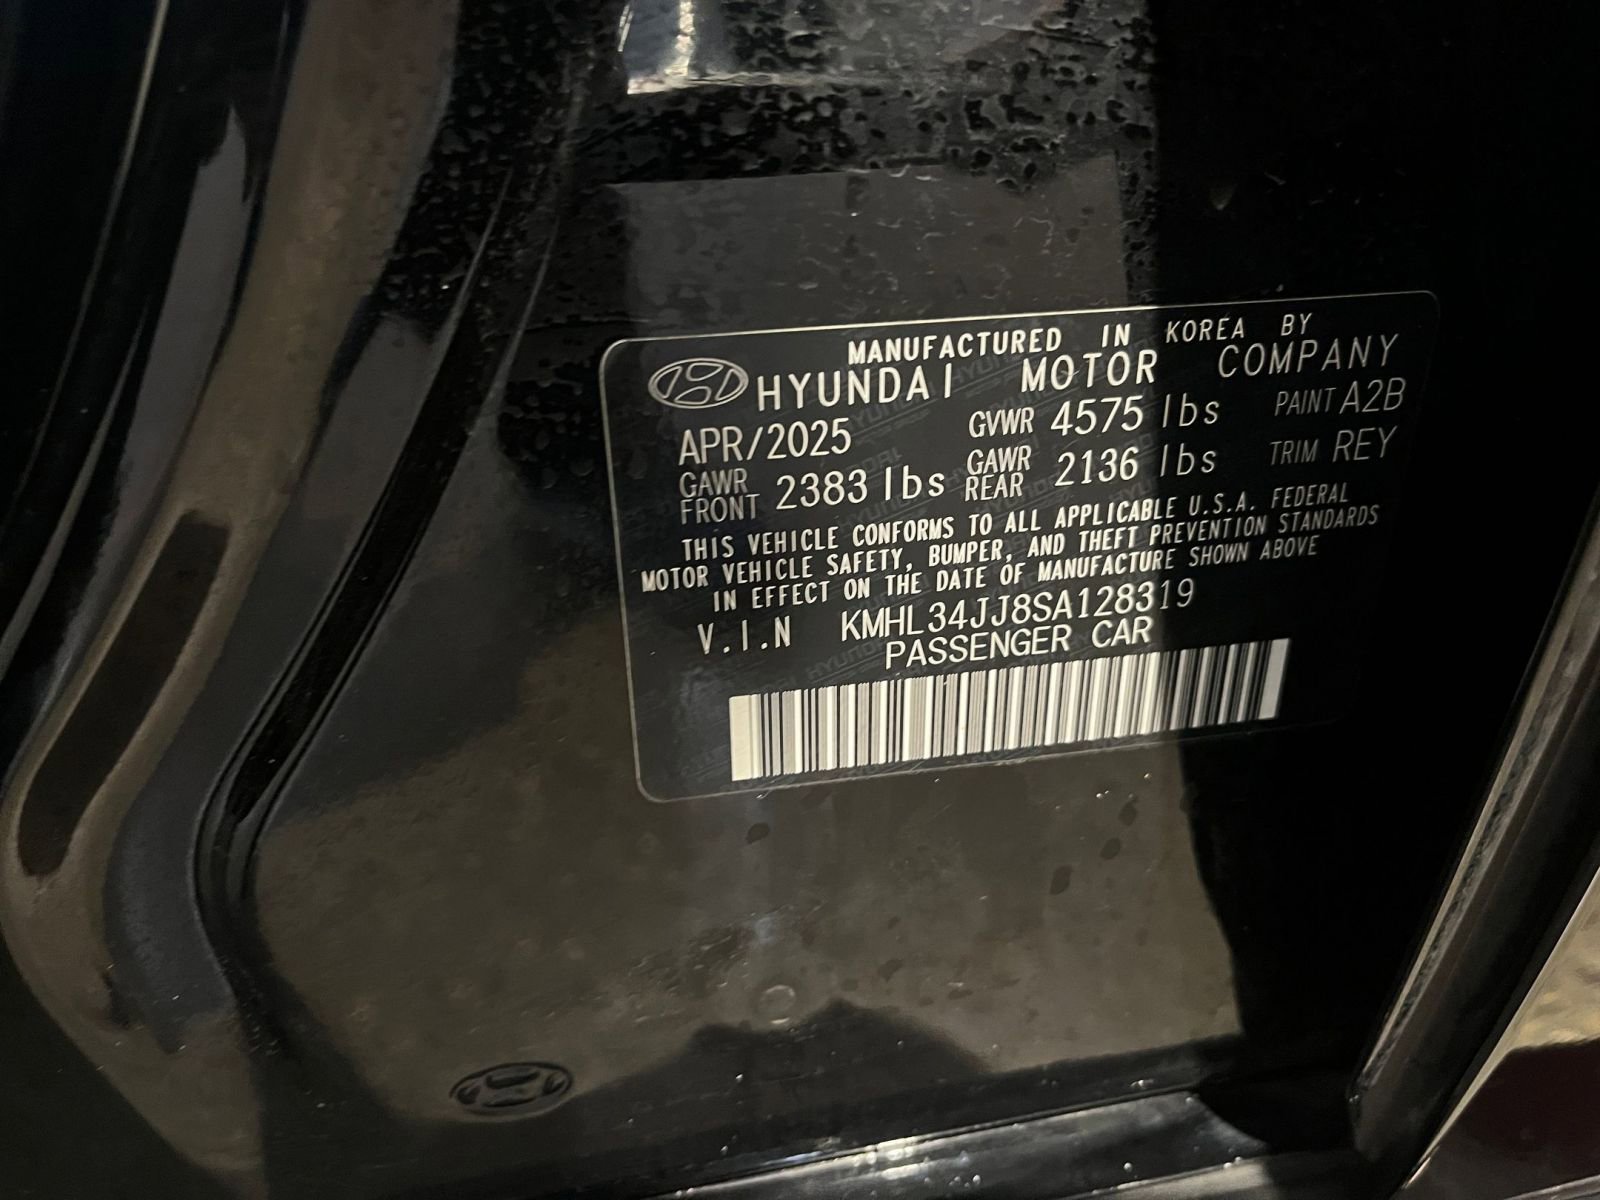 MANUFACTURED IN KOREA BY
HYUNDAI MOTOR COMPANY
APR/2025 GVWR 4575 lbs PAINT A2B
GAWR FRONT 2383 lbs GAWR REAR 2136 lbs TRIM REY
THIS VEHICLE CONFORMS TO ALL APPLICABLE U.S.A. FEDERAL
MOTOR VEHICLE SAFETY, BUMPER, AND THEFT PREVENTION STANDARDS
IN EFFECT ON THE DATE OF MANUFACTURE SHOWN ABOVE
V.I.N KMHL34JJ8SA128319
PASSENGER CAR